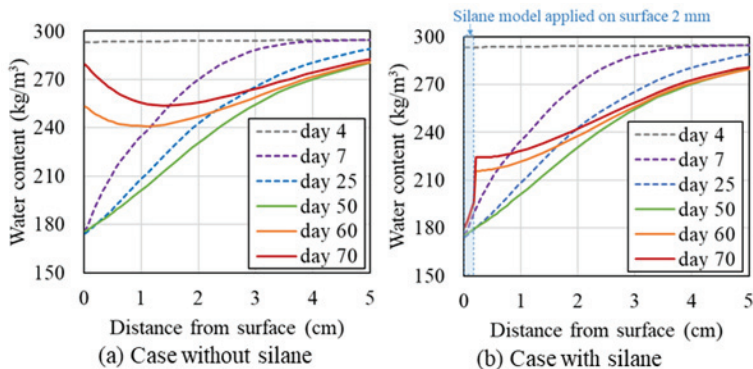 Silane model applied on surface 2 mm
300
270
240
210
180
150
Water content (kg/m³)
day 4
day 7
day 25
day 50
day 60
day 70
0 1 2 3 4 5
Distance from surface (cm)
(a) Case without silane
300
270
240
210
180
150
Water content (kg/m³)
day 4
day 7
day 25
day 50
day 60
day 70
0 1 2 3 4 5
Distance from surface (cm)
(b) Case with silane